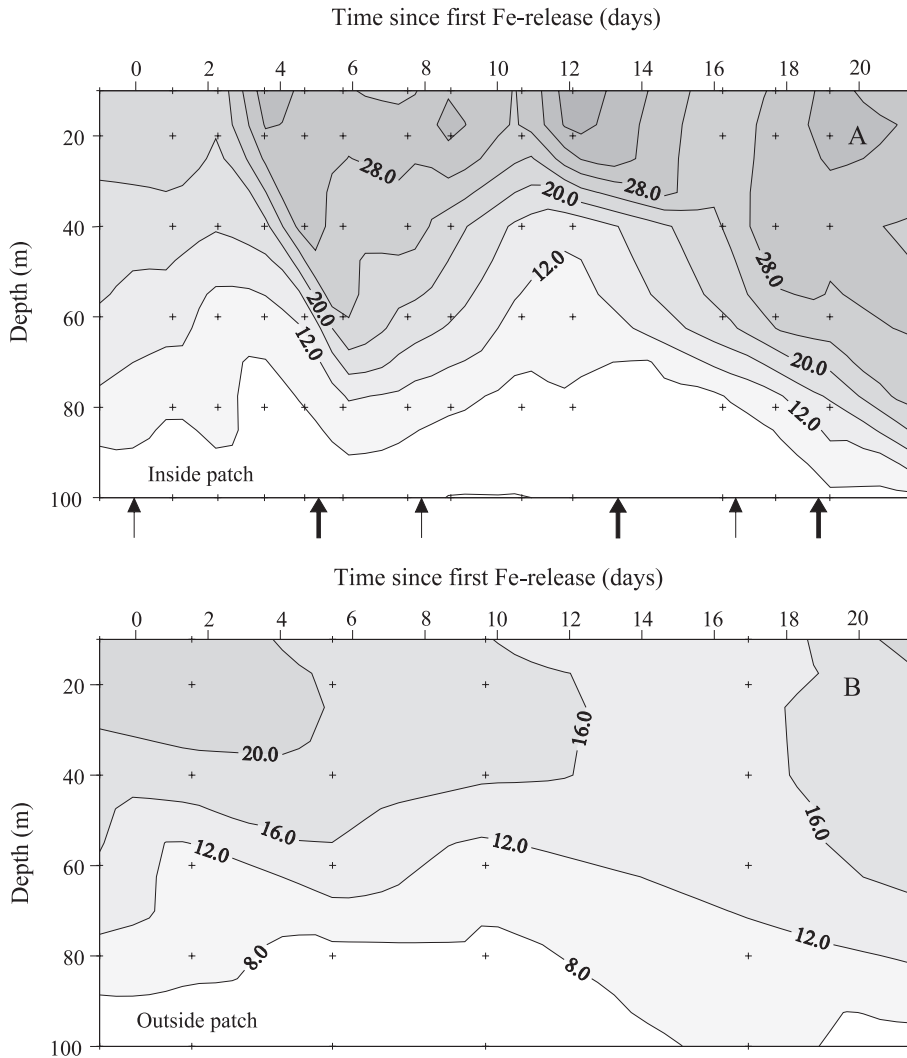 Time since first Fe-release (days)
0 2 4 6 8 10 12 14 16 20
A
20
40
60
80
100
Depth (m)
28.0
28.0
20.0
12.0
28.0
20.0
20.0
12.0
12.0
Inside patch
Time since first Fe-release (days)
0 2 4 6 8 10 12 14 16 18 20
B
20
40
60
80
100
Depth (m)
20.0
16.0
16.0
16.0
12.0
12.0
12.0
8.0
8.0
Outside patch